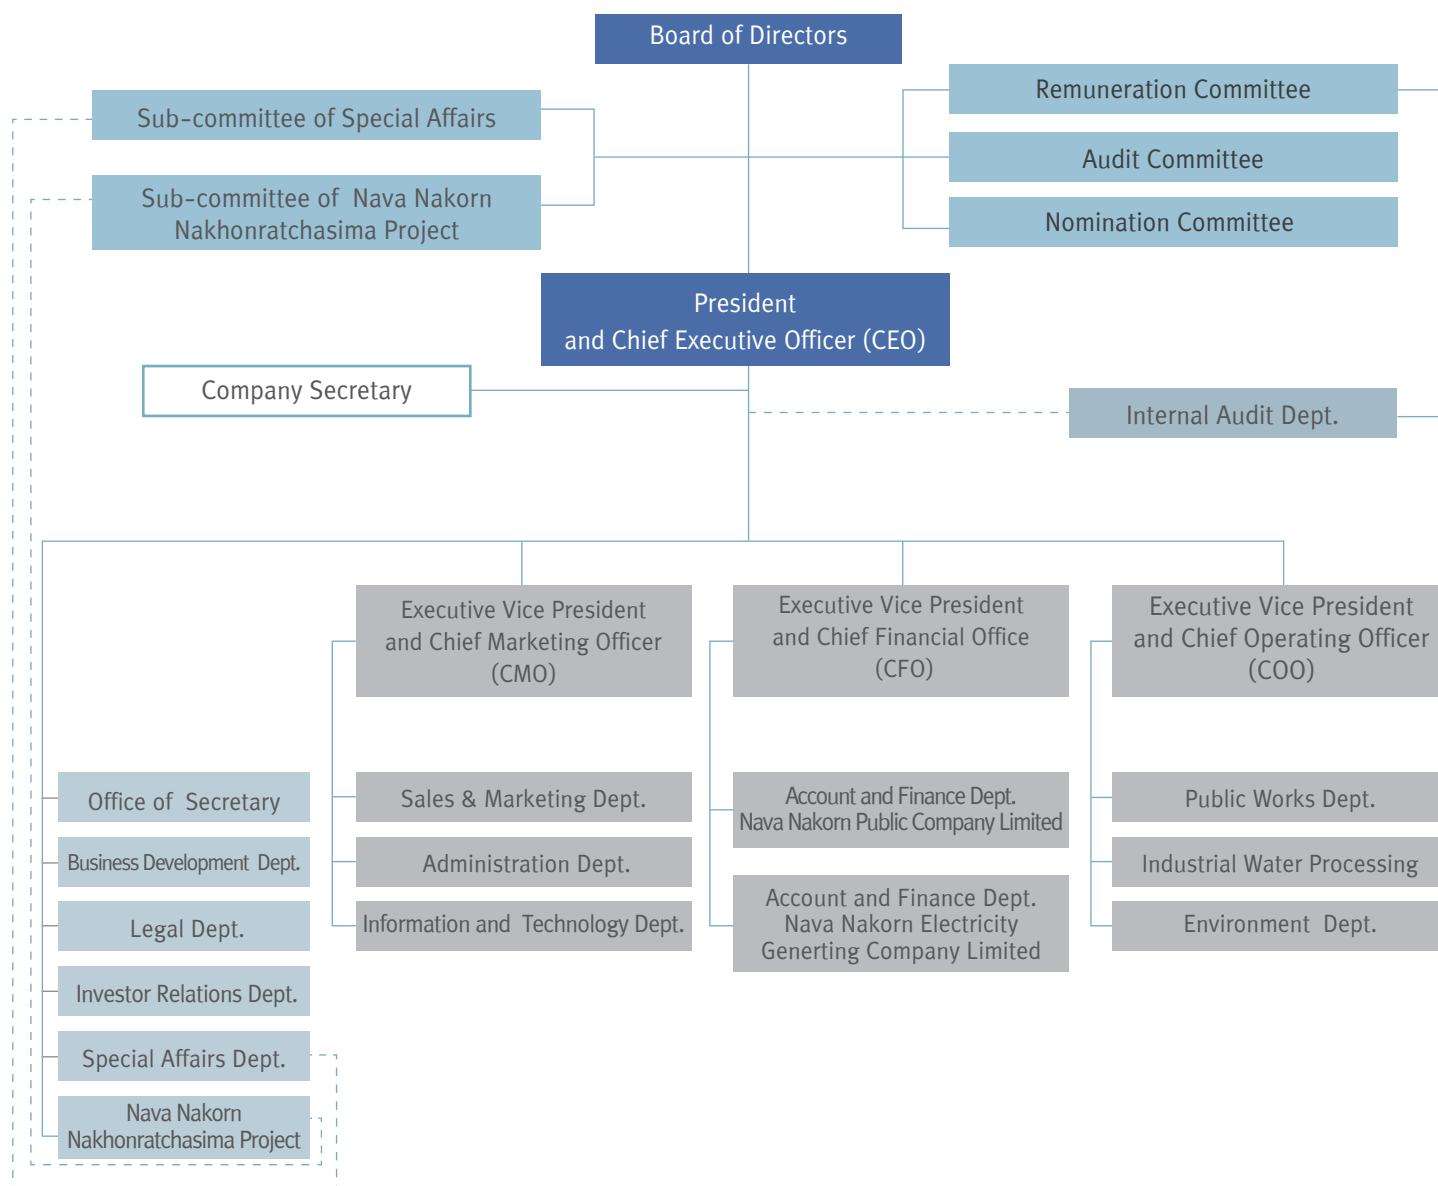 Board of Directors
Sub-committee of Special Affairs
Sub-committee of Nava Nakorn
Nakhonratchasima Project
Remuneration Committee
Audit Committee
Nomination Committee
President
and Chief Executive Officer (CEO)
Company Secretary
Internal Audit Dept.
Executive Vice President
and Chief Marketing Officer
(CMO)
Executive Vice President
and Chief Financial Office
(CFO)
Executive Vice President
and Chief Operating Officer
(COO)
Office of Secretary
Business Development Dept.
Legal Dept.
Investor Relations Dept.
Special Affairs Dept.
Nava Nakorn
Nakhonratchasima Project
Sales & Marketing Dept.
Administration Dept.
Information and Technology Dept.
Account and Finance Dept.
Nava Nakorn Public Company Limited
Account and Finance Dept.
Nava Nakorn Electricity
Generting Company Limited
Public Works Dept.
Industrial Water Processing
Environment Dept.